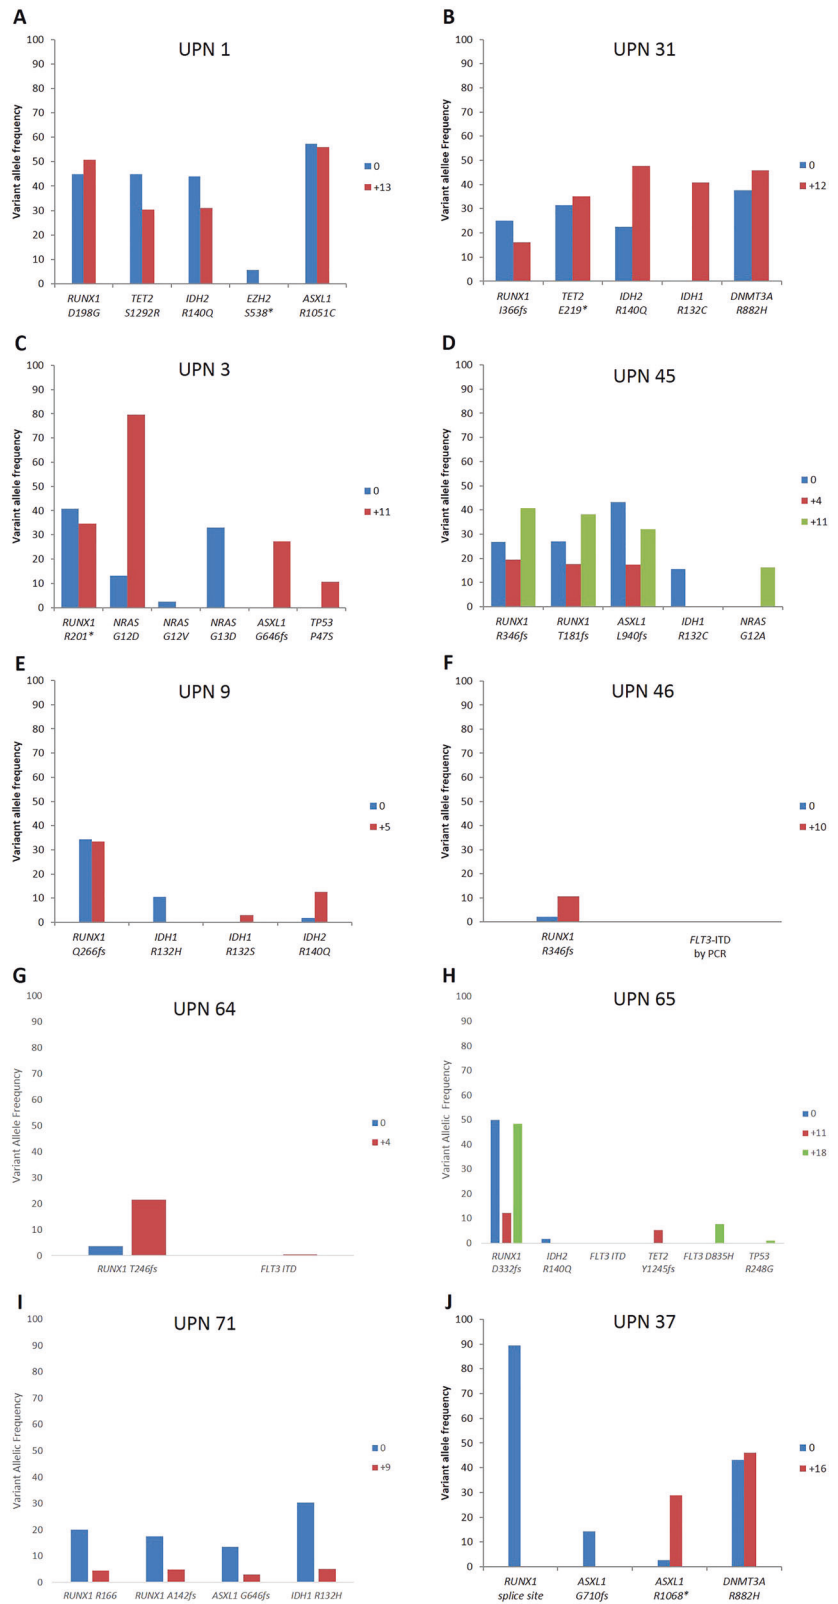 A
UPN 1
Variant allele frequency
100
90
80
70
60
50
40
30
20
10
0
0
+13
RUNX1 TET2 IDH2 EZH2 ASXL1
D198G S1292R R140Q S538* R1051C
B
UPN 31
Variant alellee Frequency
100
90
80
70
60
50
40
30
20
10
0
0
+12
RUNX1 TET2 IDH2 IDH1 DNMT3A
I366fs E219* R140Q R132C R882H
C
UPN 3
Varaint allele frequency
100
90
80
70
60
50
40
30
20
10
0
0
+11
RUNX1 NRAS NRAS NRAS ASXL1 TP53
R201* G12D G12V G13D G646fs P47S
D
UPN 45
Variant allele frequency
100
90
80
70
60
50
40
30
20
10
0
0
+4
+11
RUNX1 RUNX1 ASXL1 IDH1 NRAS
R346fs T181fs L940fs R132C G12A
E
UPN 9
Variaqnt allele frequency
100
90
80
70
60
50
40
30
20
10
0
0
+5
RUNX1 IDH1 IDH1 IDH2
Q266fs R132H R132S R140Q
F
UPN 46
Variant allele frequency
100
90
80
70
60
50
40
30
20
10
0
0
+10
RUNX1 FLT3-ITD
R346fs by PCR
G
UPN 64
Variant Allele Freequncy
100
90
80
70
60
50
40
30
20
10
0
0
+4
RUNX1 T246fs FLT3 ITD
H
UPN 65
Variant Allelic Frequency
100
90
80
70
60
50
40
30
20
10
0
0
+11
+18
RUNX1 IDH2 FLT3 ITD TET2 FLT3 D835H TP53
D332fs R140Q Y1245fs R248G
I
UPN 71
Variant Allelic Frequency
100
90
80
70
60
50
40
30
20
10
0
0
+9
RUNX1 R166 RUNX1 A142fs ASXL1 G646fs IDH1 R132H
J
UPN 37
Variant allele frequency
100
90
80
70
60
50
40
30
20
10
0
0
+16
RUNX1 ASXL1 ASXL1 DNMT3A
splice site G710fs R1068* R882H